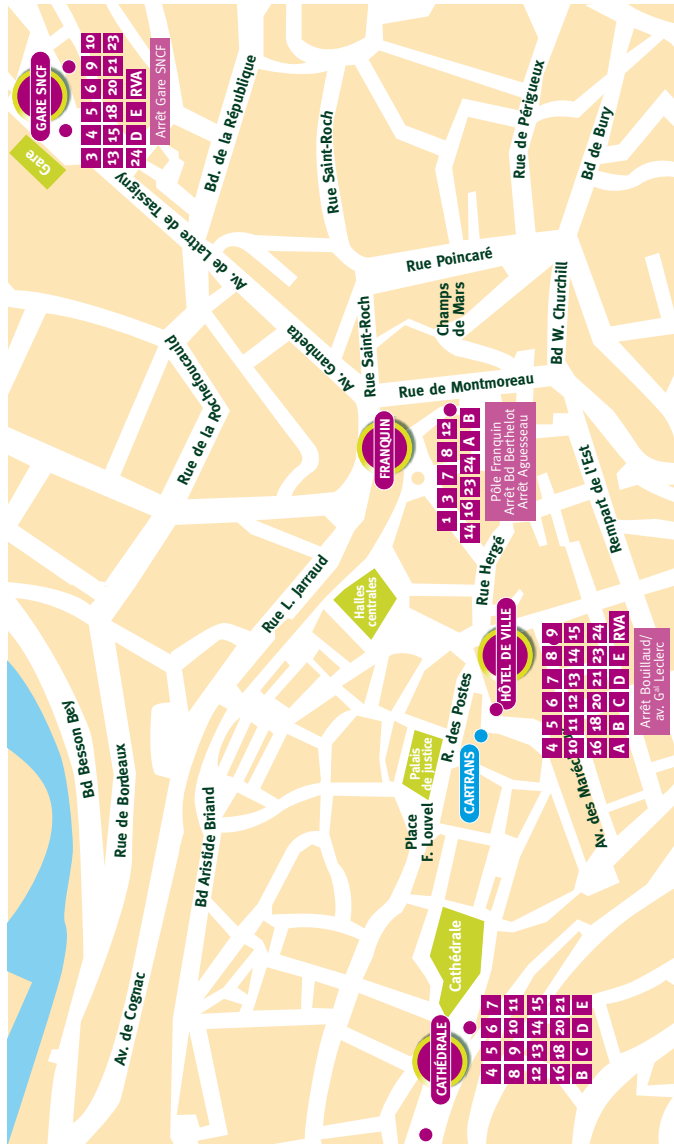 Gare
GARE SNCF
3 4 5 6 9 10
13 15 18 20 21 23
24 D E RVA
Arrêt Gare SNCF
Av. de Lattre de Tassigny
Bd. de la République
Rue Saint-Roch
Rue de Périgueux
Bd de Bury
Rue Poincaré
Champs
de Mars
Bd W. Churchill
Rue Saint-Roch
Av. Gambetta
Rue de la Rochefoucauld
Rue de Montmoreau
FRANQUIN
1 3 7 8 12
14 16 23 24 A B
Pôle Franquin
Arrêt Bd Berthelot
Arrêt Aguesseau
Rempart de l'Est
Rue Hergé
Rue L. Jarraud
Halles
centrales
HÔTEL DE VILLE
4 5 6 7 8 9
10 11 12 13 14 15
16 18 20 21 23 24
A B C D E RVA
Arrêt Bouillaud/
av. Gal Leclerc
R. des Postes
Palais
de justice
CARTRANS
Av. des Maréc
Place
F. Louvel
Bd Besson Bey
Rue de Bordeaux
Bd Aristide Briand
Av. de Cognac
Cathédrale
CATHÉDRALE
4 5 6 7
8 9 10 11
12 13 14 15
16 18 20 21
B C D E